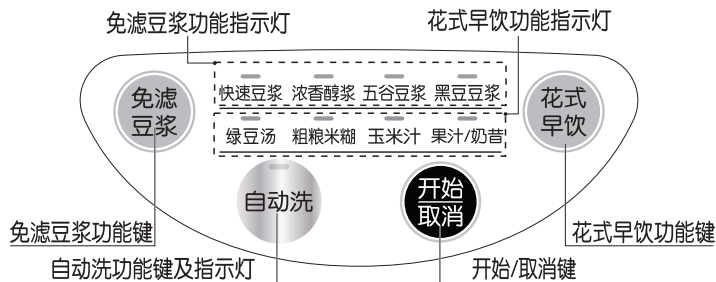 免滤豆浆功能指示灯 花式早饮功能指示灯
快速豆浆 浓香醇浆 五谷豆浆 黑豆豆浆
免滤
豆浆
花式
早饮
绿豆汤 粗粮米糊 玉米汁 果汁/奶昔
自动洗
开始
取消
免滤豆浆功能键 花式早饮功能键
自动洗功能键及指示灯 开始/取消键